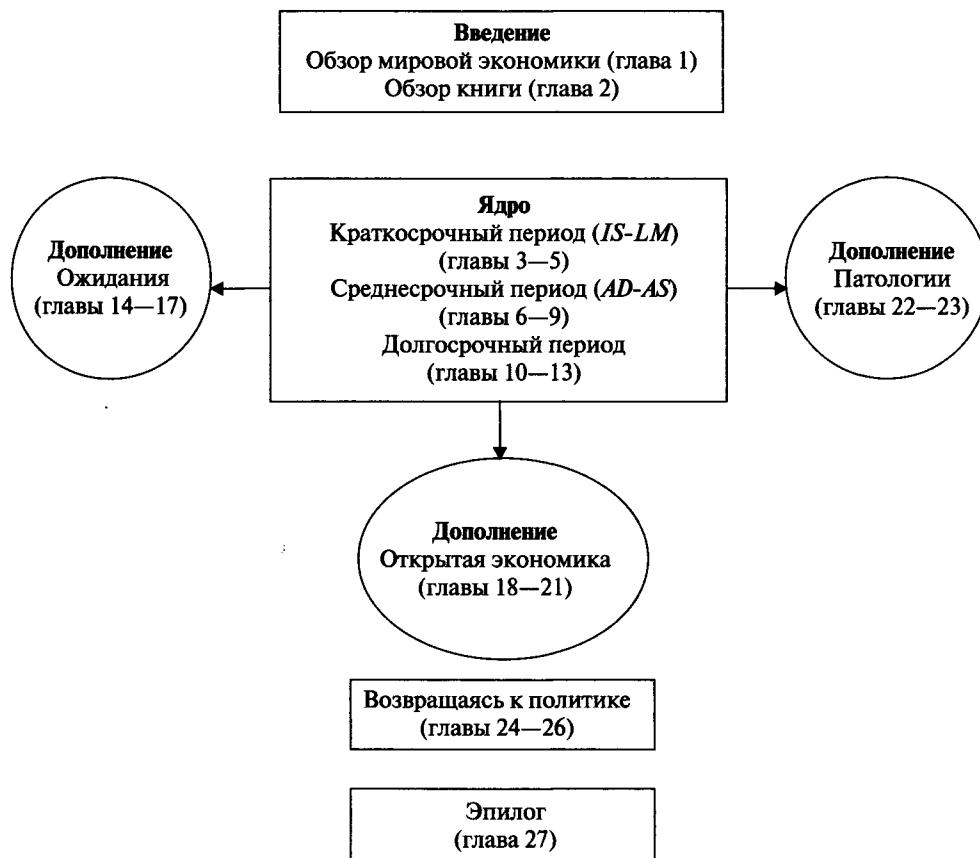 Введение
Обзор мировой экономики (глава 1)
Обзор книги (глава 2)
Дополнение
Ожидания
(главы 14—17)
Ядро
Краткосрочный период (IS-LM)
(главы 3—5)
Среднесрочный период (AD-AS)
(главы 6—9)
Долгосрочный период
(главы 10—13)
Дополнение
Патологии
(главы 22—23)
Дополнение
Открытая экономика
(главы 18—21)
Возвращаясь к политике
(главы 24—26)
Эпилог
(глава 27)